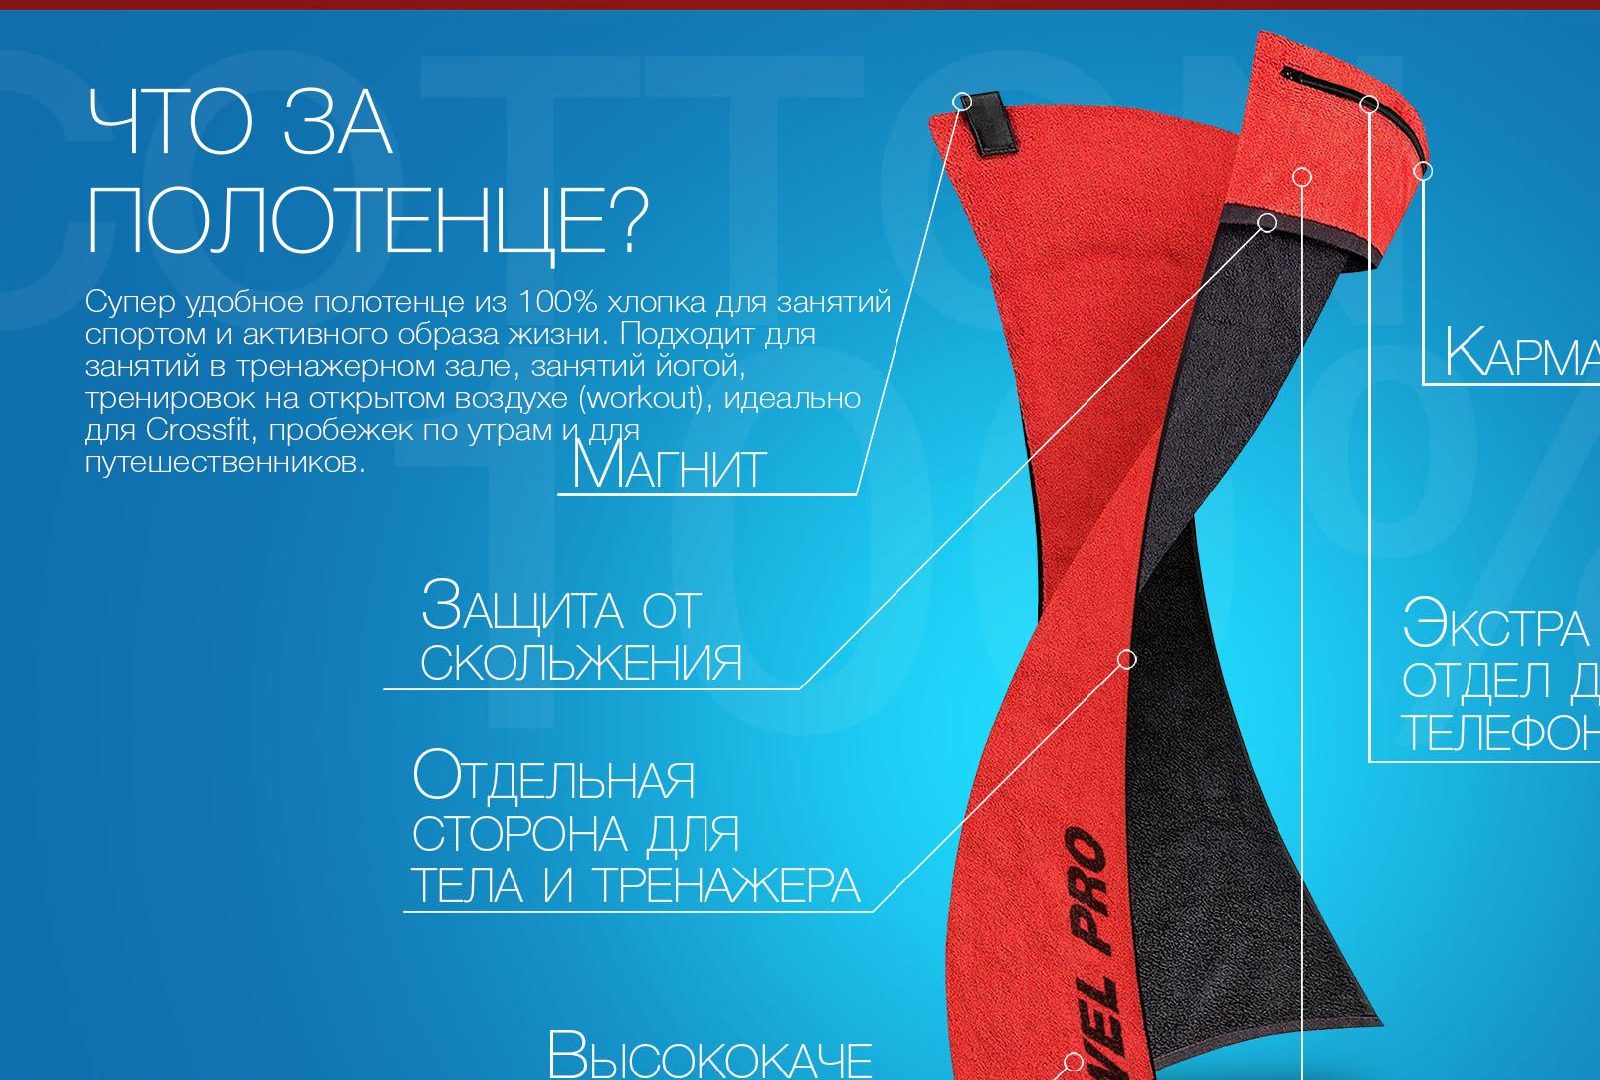 COTTON
100%
ЧТО ЗА
ПОЛОТЕНЦЕ?
Супер удобное полотенце из 100% хлопка для занятий
спортом и активного образа жизни. Подходит для
занятий в тренажерном зале, занятий йогой,
тренировок на открытом воздухе (workout), идеально
для Crossfit, пробежек по утрам и для
путешественников.
МАГНИТ
ЗАЩИТА ОТ
СКОЛЬЖЕНИЯ
ОТДЕЛЬНАЯ
СТОРОНА ДЛЯ
ТЕЛА И ТРЕНАЖЕРА
ВЫСОКОКАЧЕ
КАРМА
ЭКСТРА
ОТДЕЛ Д
ТЕЛЕФОН
WEL PRO